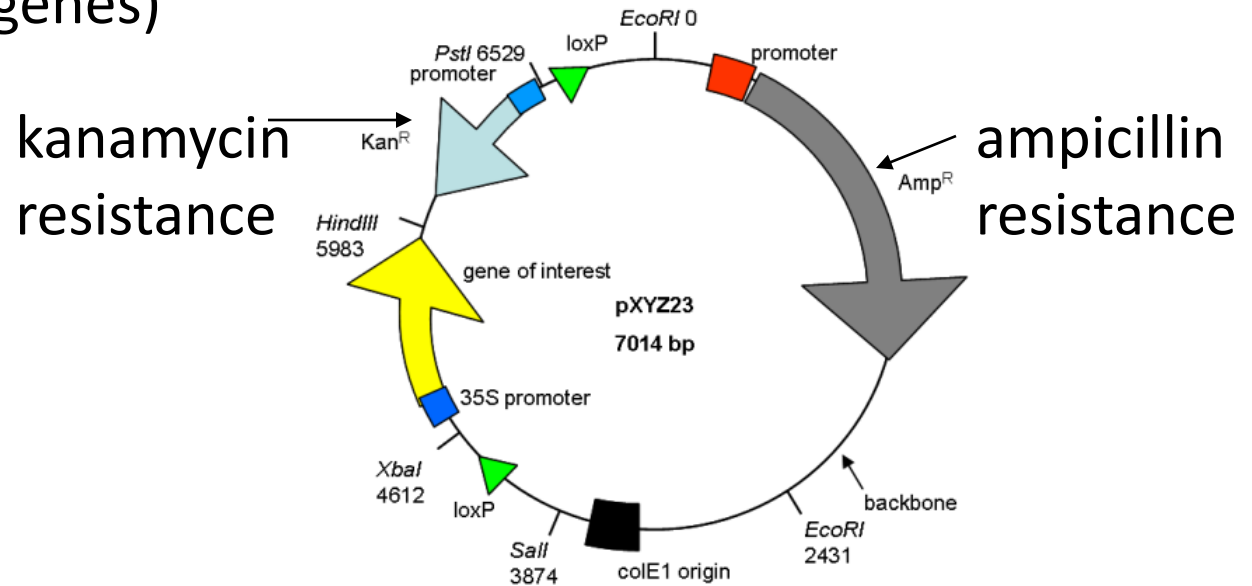 genes)
EcoRI 0
loxP
promoter
PstI 6529
promoter
kanamycin
resistance
KanR
ampicillin
resistance
AmpR
HindIII
5983
gene of interest
pXYZ23
7014 bp
35S promoter
XbaI
4612
loxP
backbone
EcoRI
2431
SalI
3874
colE1 origin